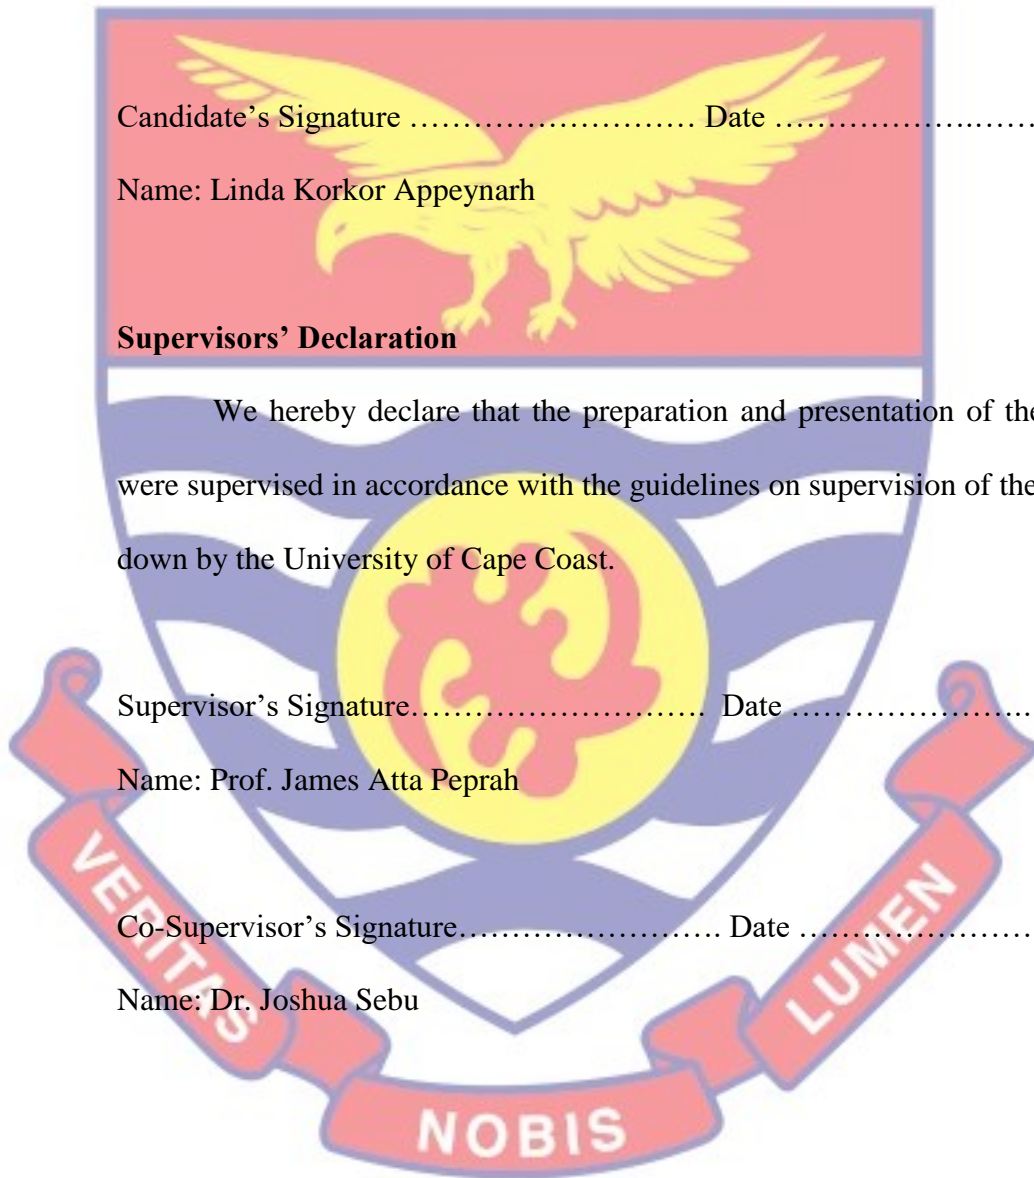 Candidate’s Signature ……………………… Date ………………….……
Name: Linda Korkor Appeynarh
Supervisors’ Declaration
We hereby declare that the preparation and presentation of the
were supervised in accordance with the guidelines on supervision of the
down by the University of Cape Coast.
Supervisor’s Signature………………………. Date …………………….
Name: Prof. James Atta Peprah
Co-Supervisor’s Signature……………………. Date ……………………
Name: Dr. Joshua Sebu
VERITAS
NOBIS
LUMEN